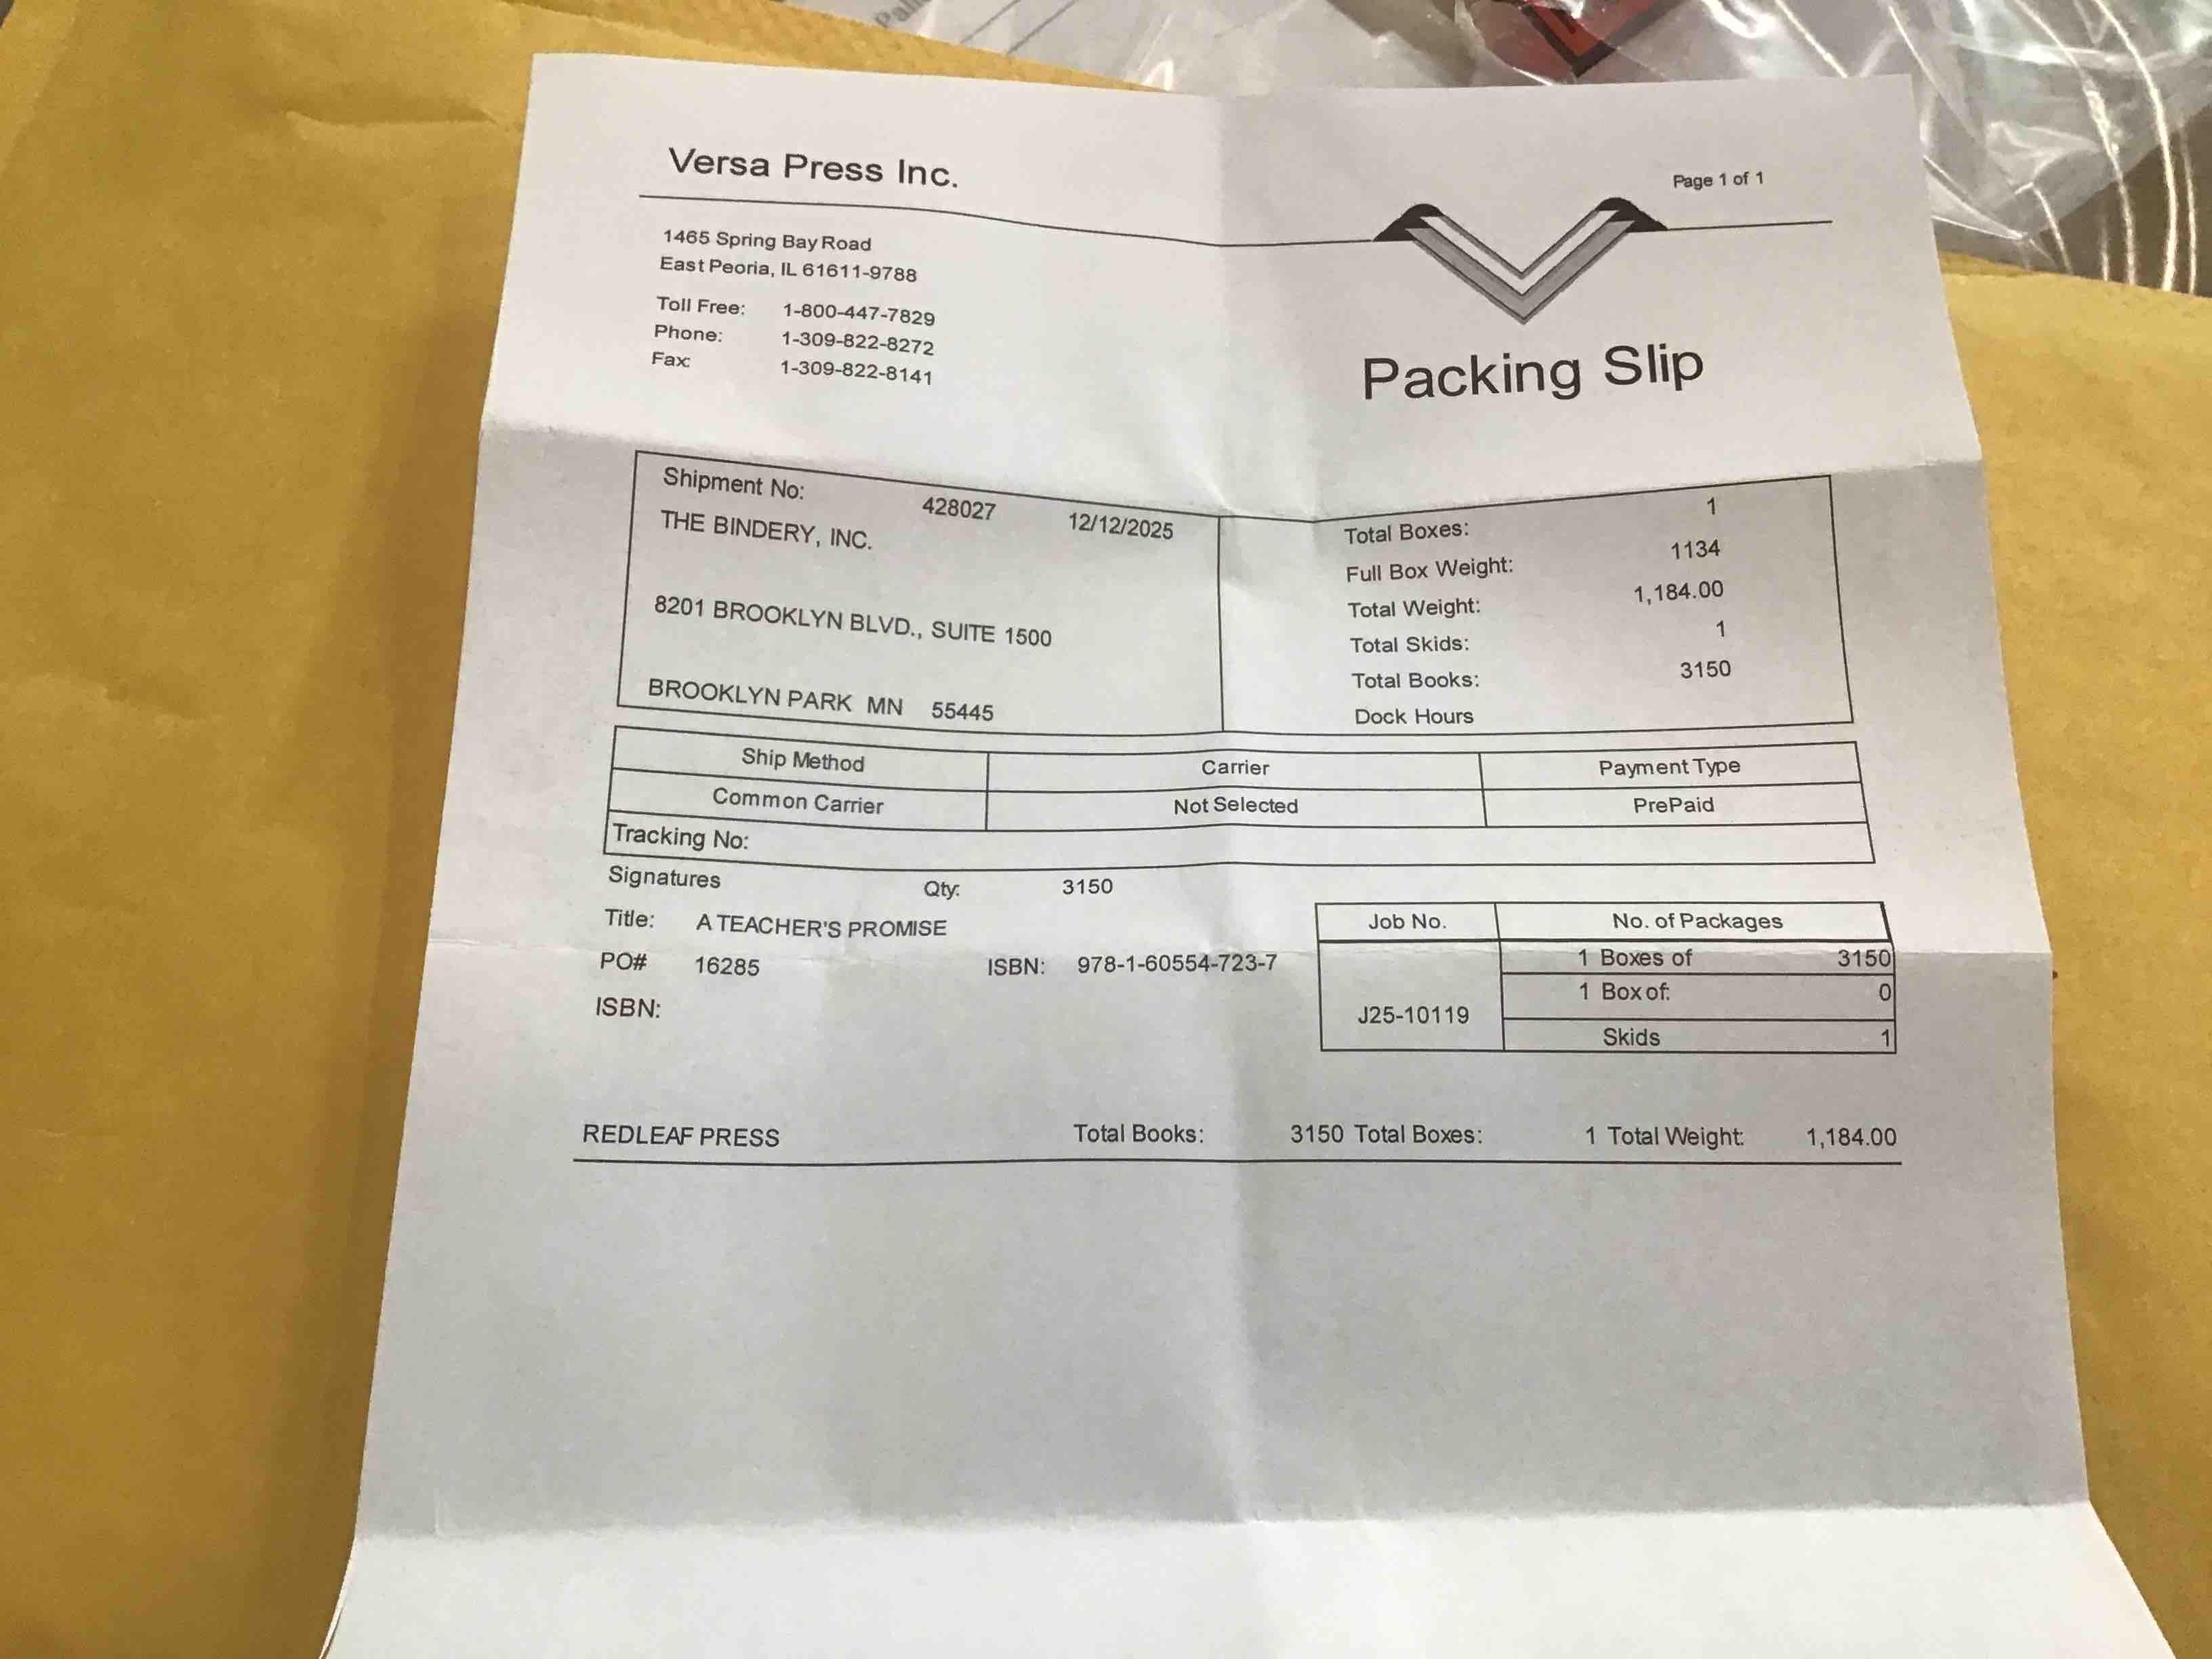 Versa Press Inc.
Page 1 of 1
1465 Spring Bay Road
East Peoria, IL 61611-9788
Toll Free: 1-800-447-7829
Phone: 1-309-822-8272
Fax: 1-309-822-8141
Packing Slip
Shipment No: 428027 12/12/2025
THE BINDERY, INC.
8201 BROOKLYN BLVD., SUITE 1500
BROOKLYN PARK MN 55445
Total Boxes: 1
Full Box Weight: 1134
Total Weight: 1,184.00
Total Skids: 1
Total Books: 3150
Dock Hours
Ship Method Carrier Payment Type
Common Carrier Not Selected PrePaid
Tracking No:
Signatures Qty: 3150
Title: A TEACHER'S PROMISE
PO# 16285 ISBN: 978-1-60554-723-7
ISBN:
Job No. No. of Packages
1 Boxes of 3150
1 Box of: 0
J25-10119
Skids 1
REDLEAF PRESS Total Books: 3150 Total Boxes: 1 Total Weight: 1,184.00